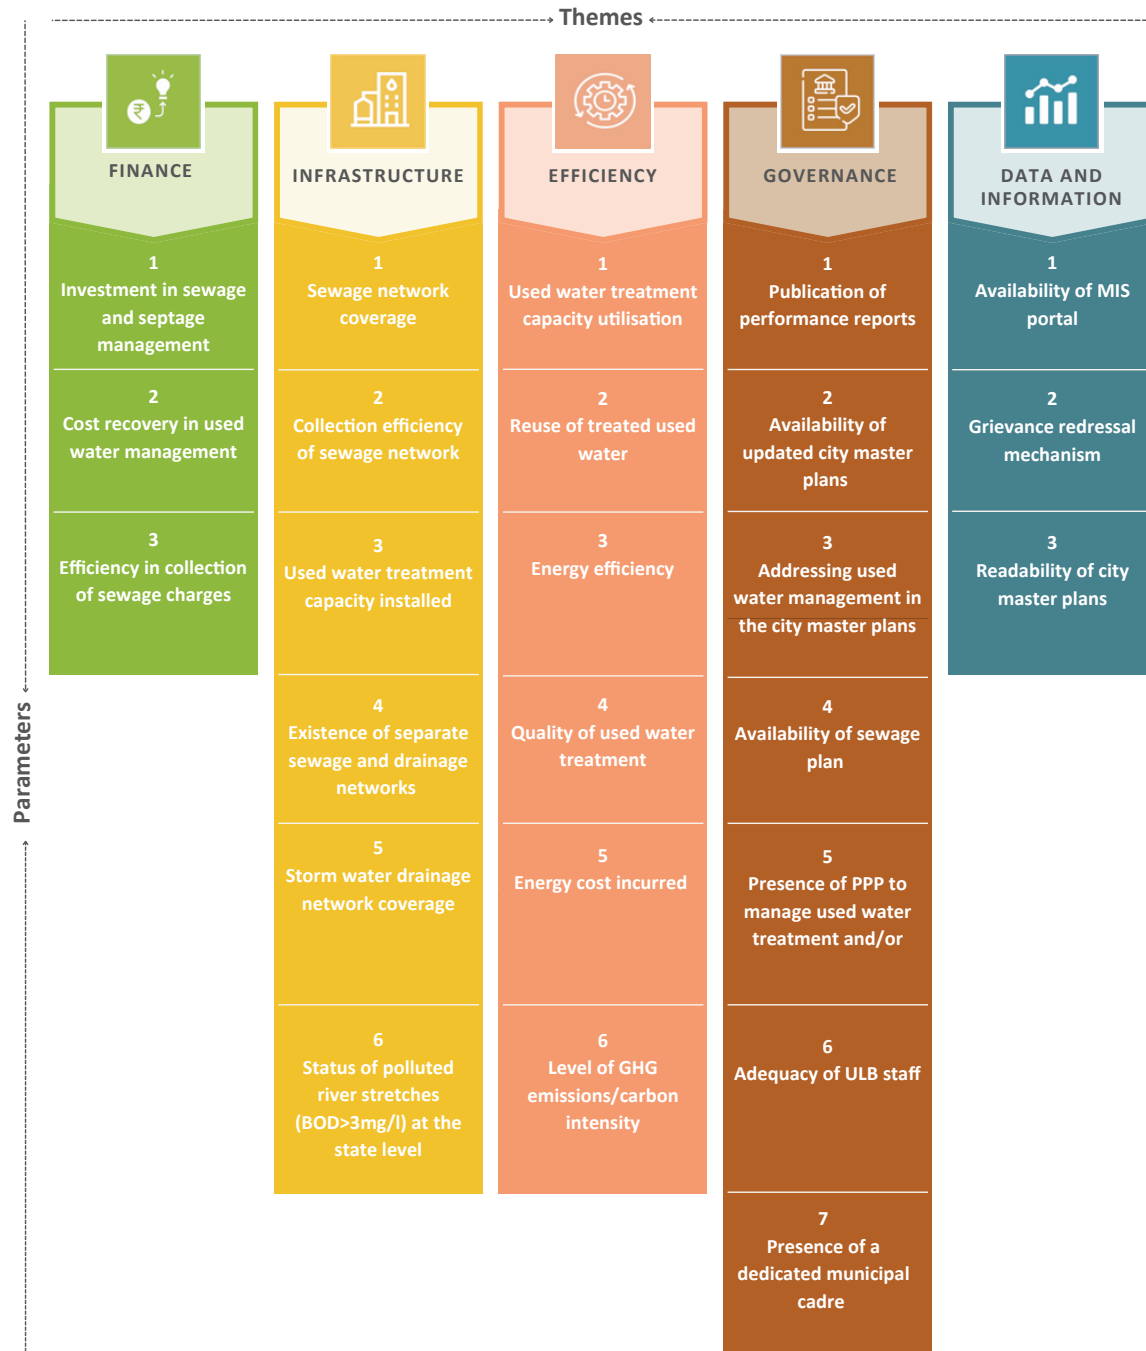 Themes
FINANCE
1
Investment in sewage
and septage
management
2
Cost recovery in used
water management
3
Efficiency in collection
of sewage charges
INFRASTRUCTURE
1
Sewage network
coverage
2
Collection efficiency
of sewage network
3
Used water treatment
capacity installed
4
Existence of separate
sewage and drainage
networks
5
Storm water drainage
network coverage
6
Status of polluted
river stretches
(BOD>3mg/l) at the
state level
EFFICIENCY
1
Used water treatment
capacity utilisation
2
Reuse of treated used
water
3
Energy efficiency
4
Quality of used water
treatment
5
Energy cost incurred
6
Level of GHG
emissions/carbon
intensity
GOVERNANCE
1
Publication of
performance reports
2
Availability of
updated city master
plans
3
Addressing used
water management in
the city master plans
4
Availability of sewage
plan
5
Presence of PPP to
manage used water
treatment and/or
6
Adequacy of ULB staff
7
Presence of a
dedicated municipal
cadre
DATA AND
INFORMATION
1
Availability of MIS
portal
2
Grievance redressal
mechanism
3
Readability of city
master plans
Parameters
₹